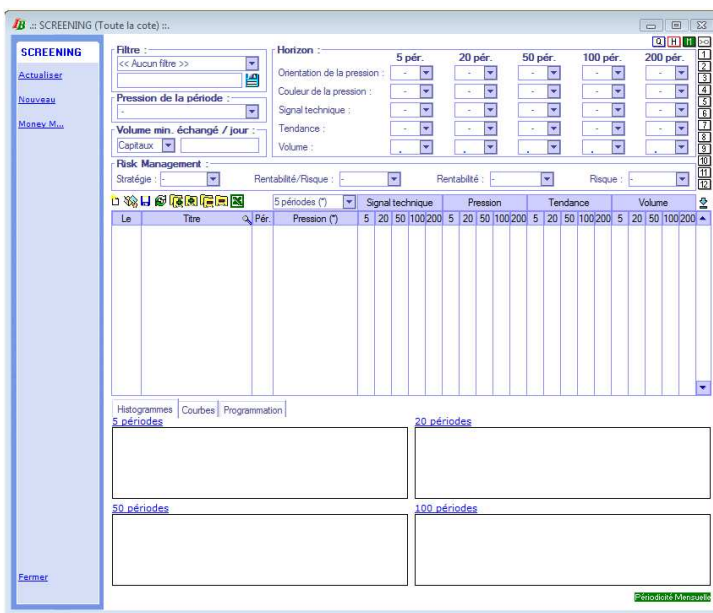 .:: SCREENING (Toute la cote) ::.
SCREENING
Actualiser
Nouveau
Money M...
Fermer
Filtre :
<< Aucun filtre >>
Pression de la période :
-
Volume min. échangé / jour :
Capitaux
Horizon :
5 pér. 20 pér. 50 pér. 100 pér. 200 pér.
Orientation de la pression : - - - - -
Couleur de la pression : - - - - -
Signal technique : - - - - -
Tendance : - - - - -
Volume : . . . . .
Q H M
1
2
3
4
5
6
7
8
9
10
11
12
Risk Management :
Stratégie : - Rentabilité/Risque : - Rentabilité : - Risque : -
5 périodes (*) Signal technique Pression Tendance Volume
Le Titre Pér. Pression (*) 5 20 50 100 200 5 20 50 100 200 5 20 50 100 200 5 20 50 100 200
Histogrammes Courbes Programmation
5 périodes 20 périodes
50 périodes 100 périodes
Périodicité Mensuelle